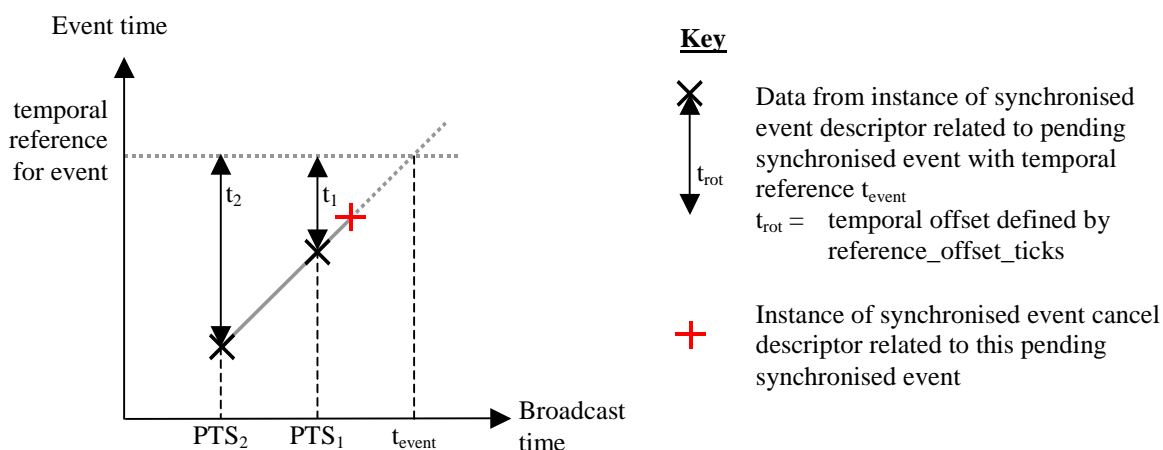 Event time
temporal
reference
for event
t2
t1
PTS2
PTS1
tevent
Broadcast
time
Key
trot
Data from instance of synchronised
event descriptor related to pending
synchronised event with temporal
reference tevent
trot = temporal offset defined by
reference_offset_ticks
Instance of synchronised event cancel
descriptor related to this pending
synchronised event